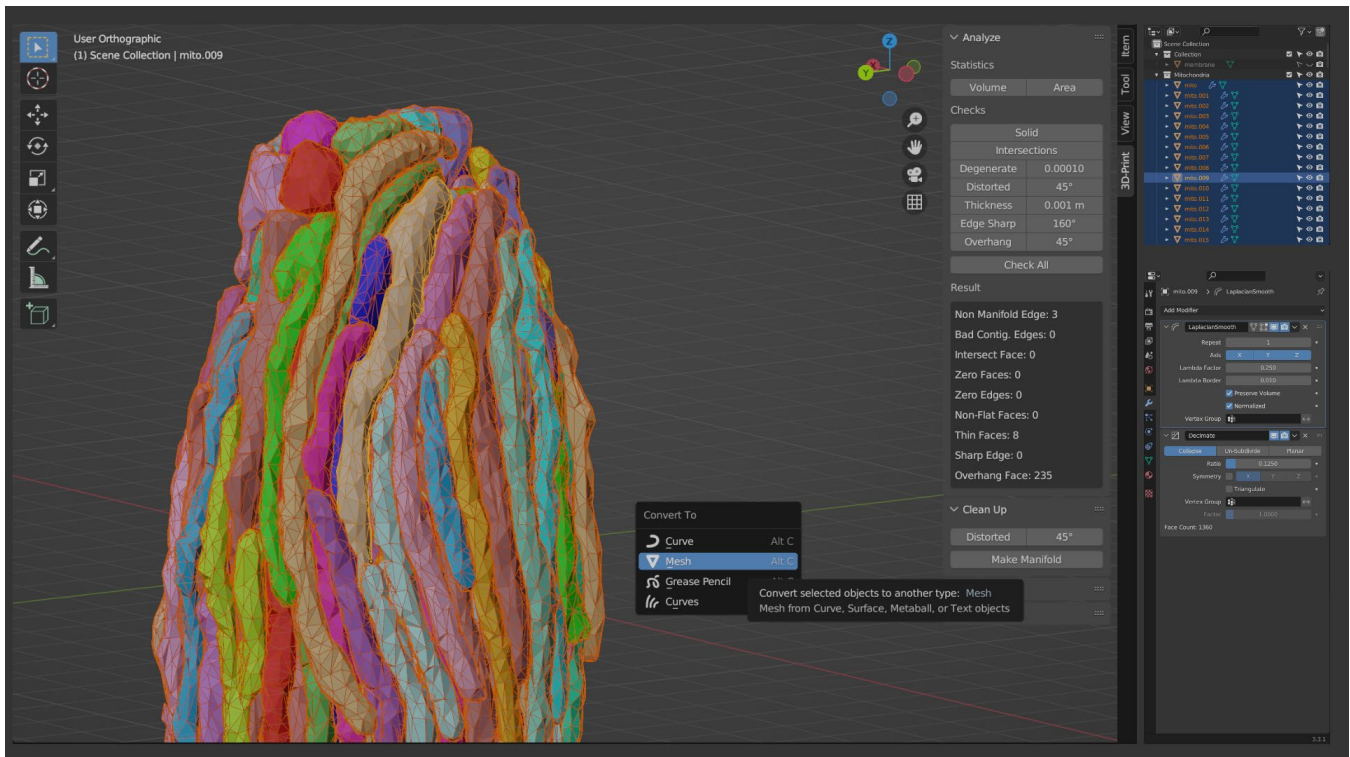 User Orthographic
(1) Scene Collection | mito.009
Z
Y
Analyze
Statistics
Volume Area
Checks
Solid
Intersections
Degenerate 0.00010
Distorted 45°
Thickness 0.001 m
Edge Sharp 160°
Overhang 45°
Check All
Result
Non Manifold Edge: 3
Bad Contig. Edges: 0
Intersect Face: 0
Zero Faces: 0
Zero Edges: 0
Non-Flat Faces: 0
Thin Faces: 8
Sharp Edge: 0
Overhang Face: 235
Clean Up
Distorted 45°
Make Manifold
Item
Tool
View
3D-Print
Convert To
Curve Alt C
Mesh Alt C
Grease Pencil
Curves
Convert selected objects to another type: Mesh
Mesh from Curve, Surface, Metaball, or Text objects
Scene Collection
Collection
membrane
Mitochondria
mito
mito.001
mito.002
mito.003
mito.004
mito.005
mito.006
mito.007
mito.008
mito.009
mito.010
mito.011
mito.012
mito.013
mito.014
mito.015
mito.009 > LaplacianSmooth
Add Modifier
LaplacianSmooth
Repeat 1
Axis X Y Z
Lambda Factor 0.250
Lambda Border 0.010
Preserve Volume
Normalized
Vertex Group
Decimate
Collapse Un-Subdivide Planar
Ratio 0.1250
Symmetry X Y Z
Triangulate
Vertex Group
Factor 1.0000
Face Count: 1360
3.3.1